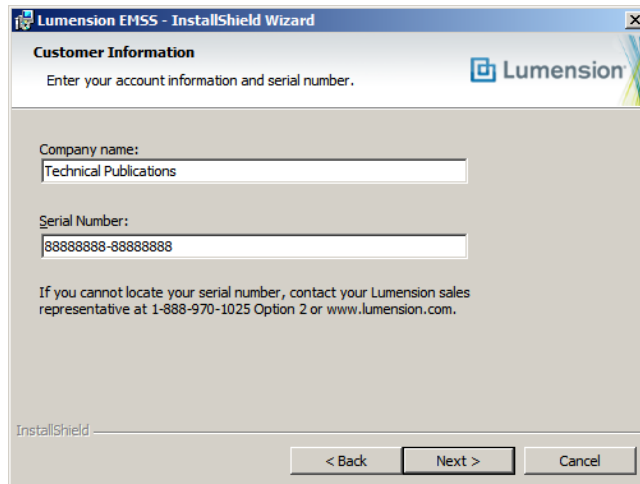 Lumension EMSS - InstallShield Wizard
Customer Information
Enter your account information and serial number.
Lumension
Company name:
Technical Publications
Serial Number:
88888888-88888888
If you cannot locate your serial number, contact your Lumension sales
representative at 1-888-970-1025 Option 2 or www.lumension.com.
InstallShield
< Back
Next >
Cancel